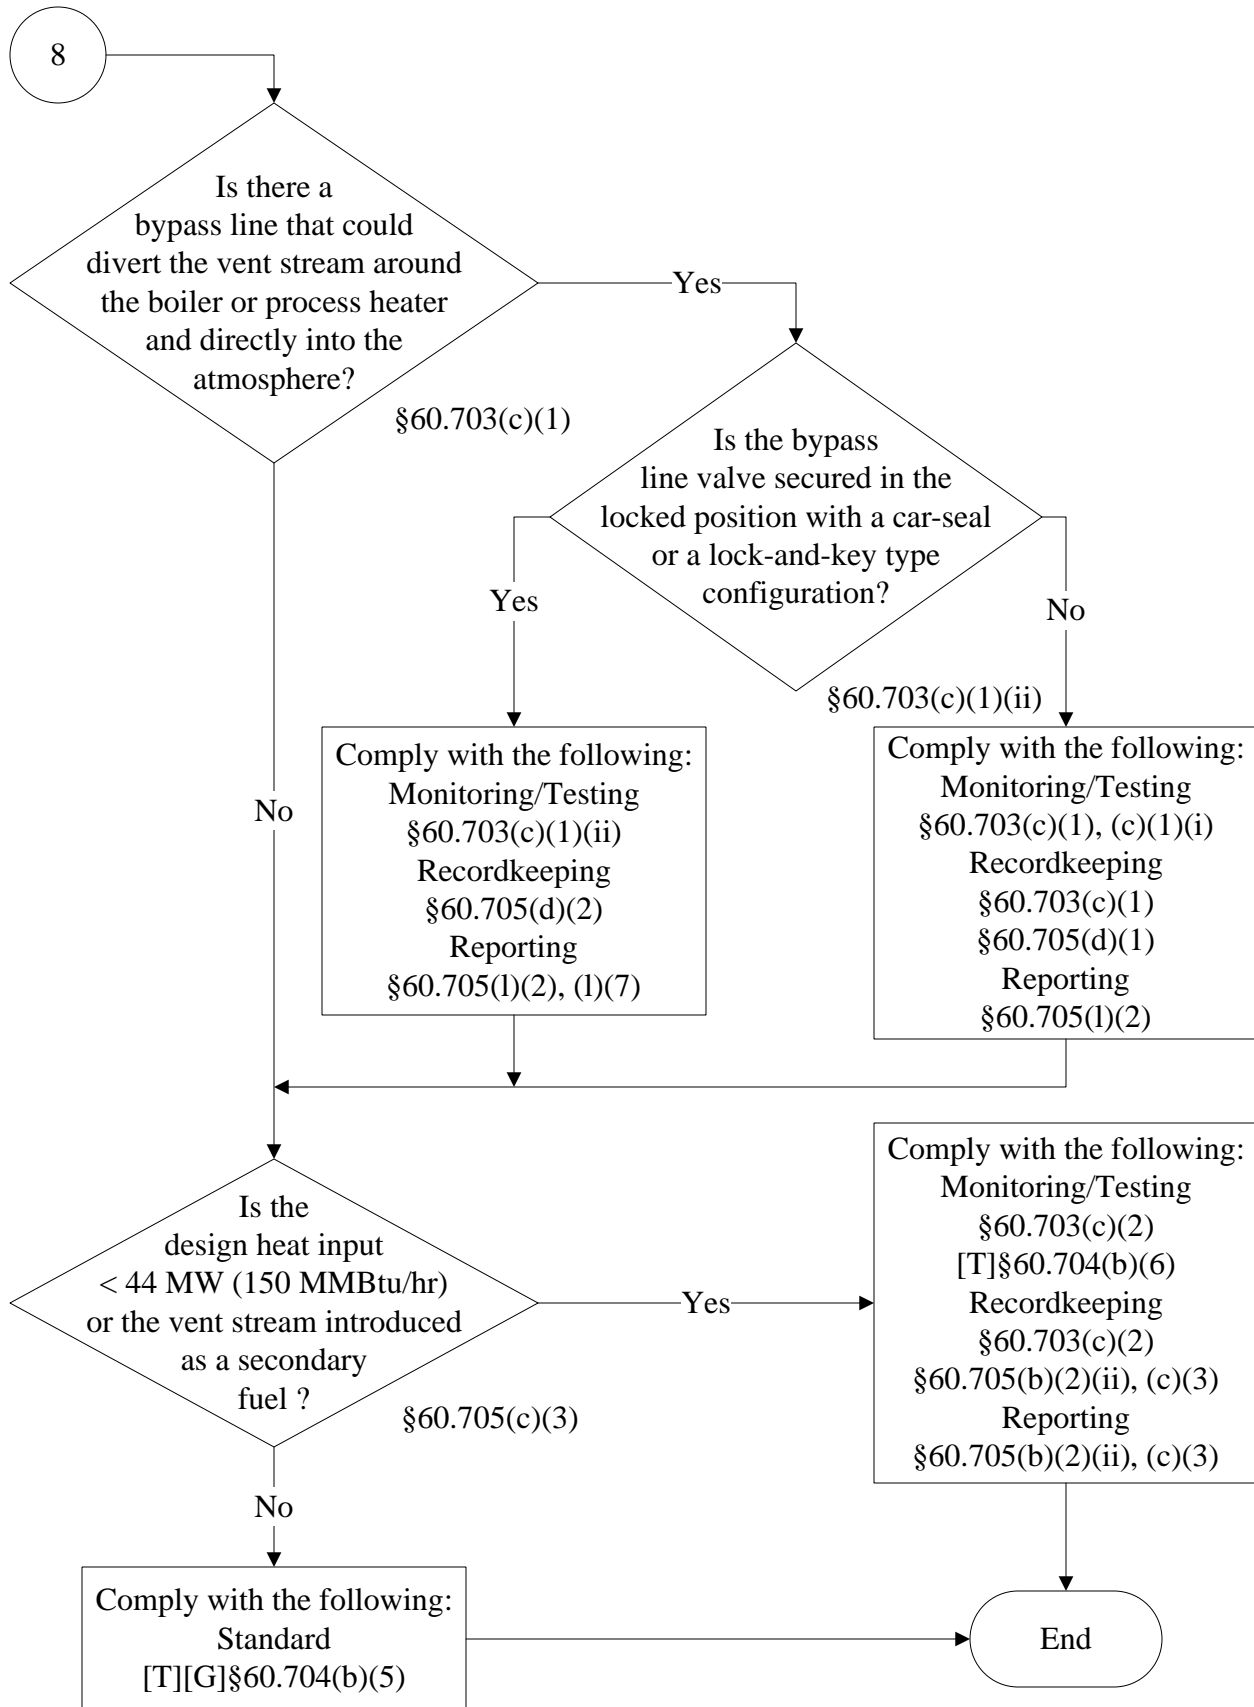 8
Is there a
bypass line that could
divert the vent stream around
the boiler or process heater
and directly into the
atmosphere?
§60.703(c)(1)
Yes
Is the bypass
line valve secured in the
locked position with a car-seal
or a lock-and-key type
configuration?
§60.703(c)(1)(ii)
Yes
No
No
Comply with the following:
Monitoring/Testing
§60.703(c)(1)(ii)
Recordkeeping
§60.705(d)(2)
Reporting
§60.705(l)(2), (l)(7)
Comply with the following:
Monitoring/Testing
§60.703(c)(1), (c)(1)(i)
Recordkeeping
§60.703(c)(1)
§60.705(d)(1)
Reporting
§60.705(l)(2)
Is the
design heat input
< 44 MW (150 MMBtu/hr)
or the vent stream introduced
as a secondary
fuel ?
§60.705(c)(3)
Yes
Comply with the following:
Monitoring/Testing
§60.703(c)(2)
[T]§60.704(b)(6)
Recordkeeping
§60.703(c)(2)
§60.705(b)(2)(ii), (c)(3)
Reporting
§60.705(b)(2)(ii), (c)(3)
No
Comply with the following:
Standard
[T][G]§60.704(b)(5)
End